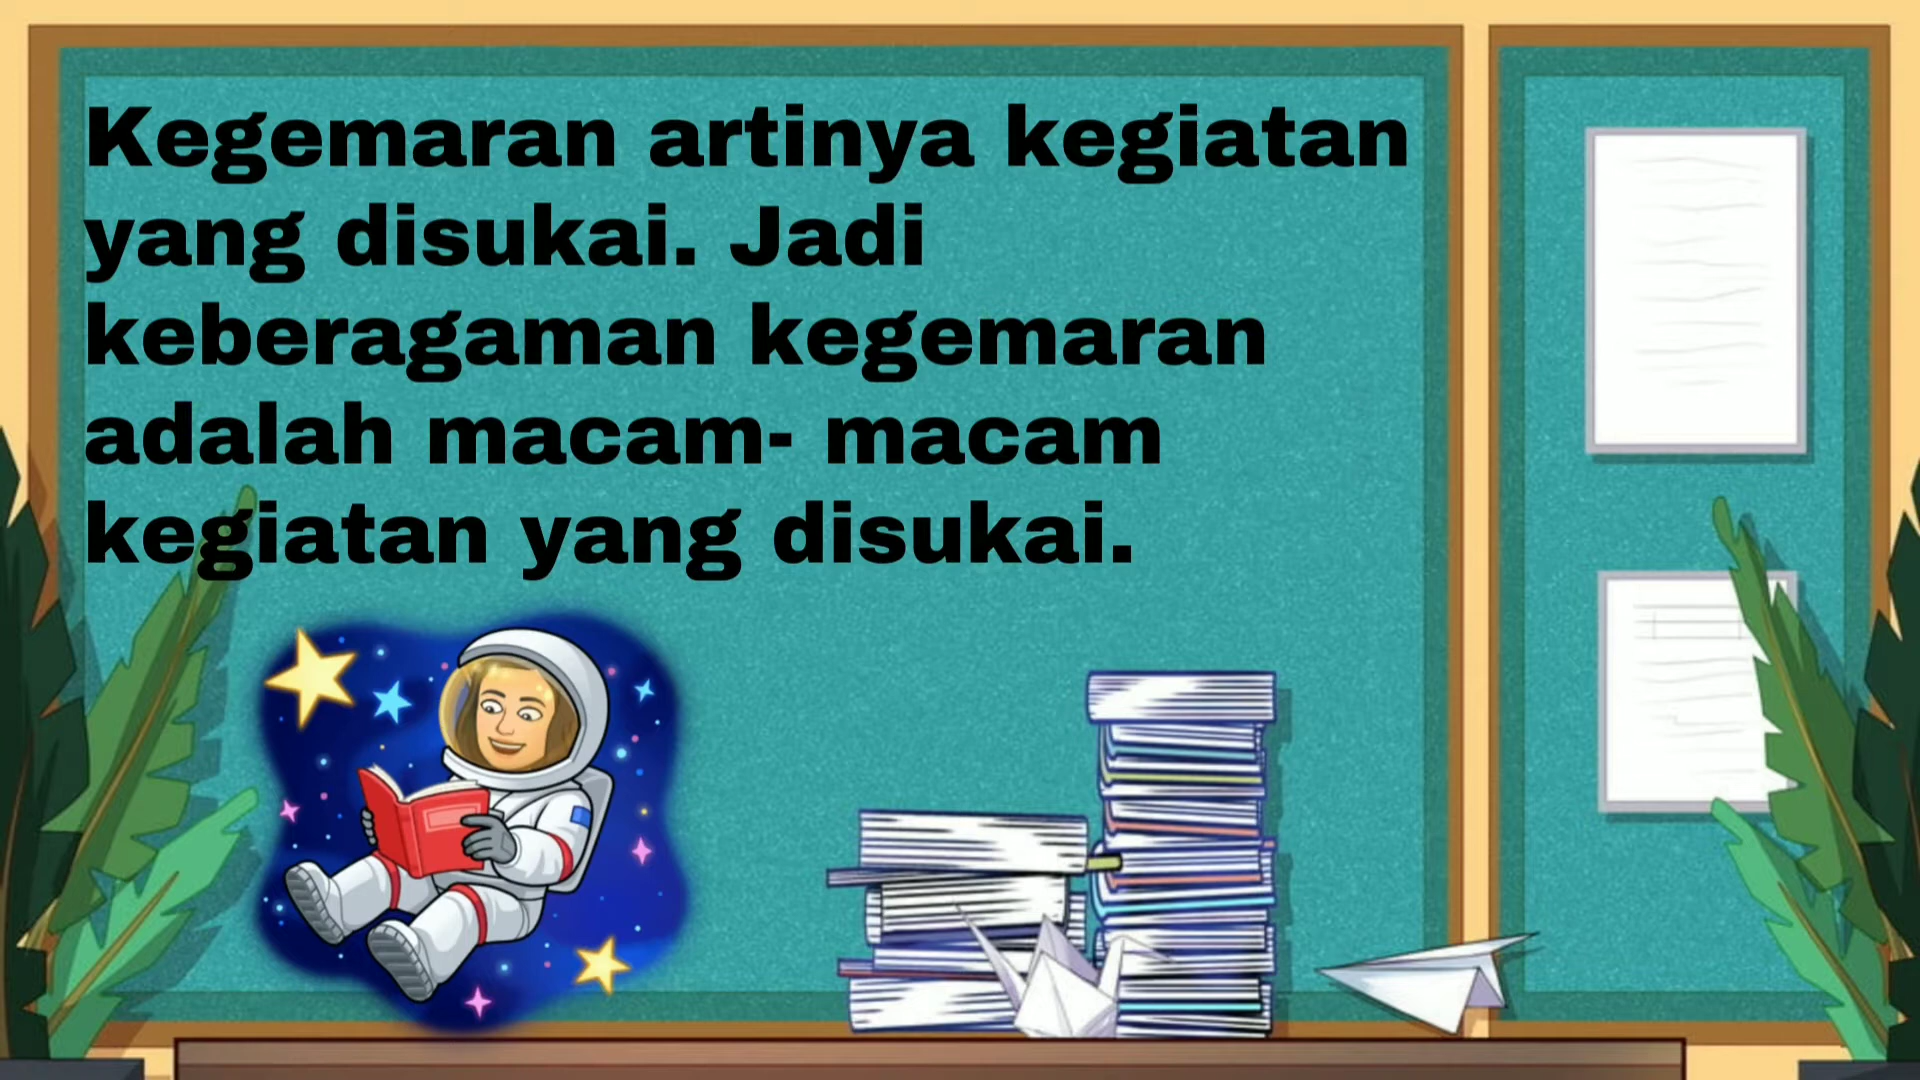 Kegemaran artinya kegiatan
yang disukai. Jadi
keberagaman kegemaran
adalah macam- macam
kegiatan yang disukai.